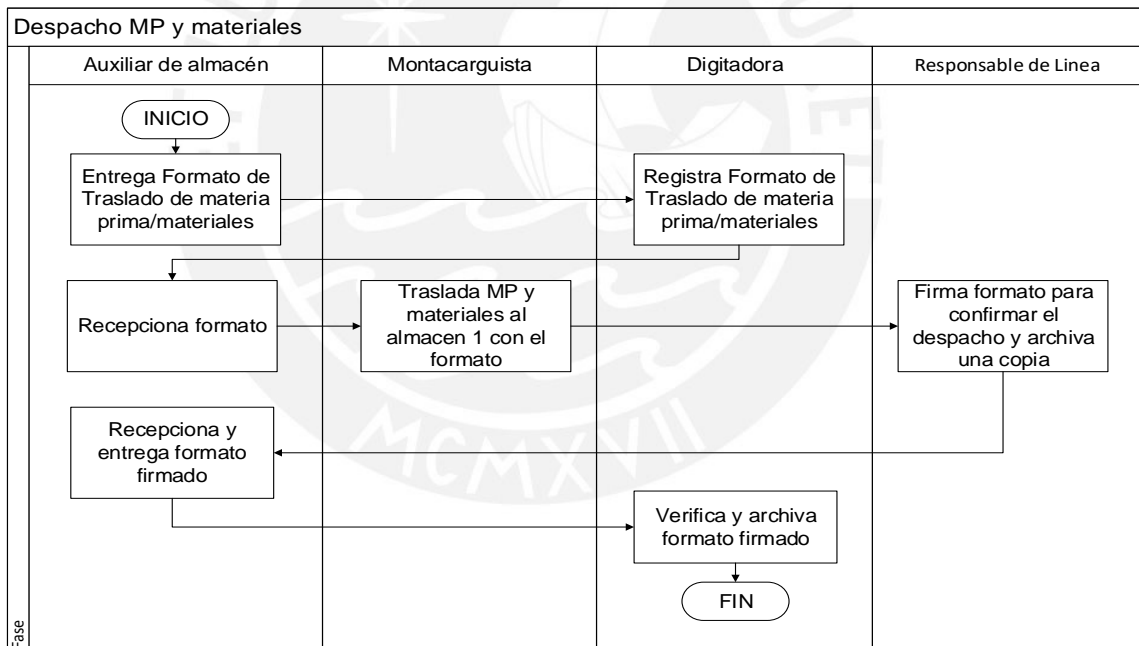 Despacho MP y materiales
Auxiliar de almacén
Montacarguista
Digitadora
Responsable de Linea
INICIO
Entrega Formato de
Traslado de materia
prima/materiales
Registra Formato de
Traslado de materia
prima/materiales
Recepciona formato
Traslada MP y
materiales al
almacen 1 con el
formato
Firma formato para
confirmar el
despacho y archiva
una copia
Recepciona y
entrega formato
firmado
Verifica y archiva
formato firmado
FIN
Fase
MCMXVII